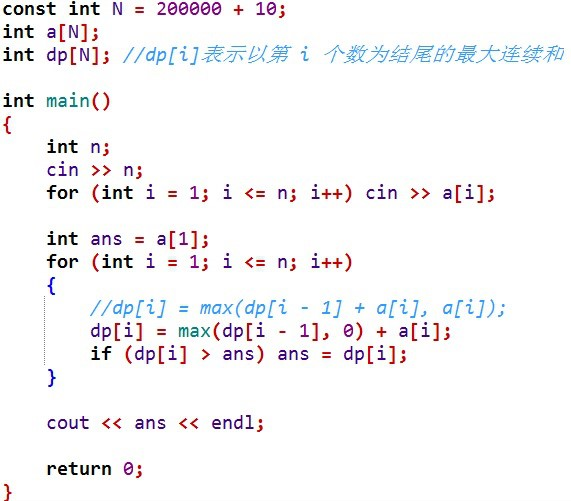 const int N = 200000 + 10;
int a[N];
int dp[N]; //dp[i]表示以第 i 个数为结尾的最大连续和
int main()
{
int n;
cin >> n;
for (int i = 1; i <= n; i++) cin >> a[i];
int ans = a[1];
for (int i = 1; i <= n; i++)
{
//dp[i] = max(dp[i - 1] + a[i], a[i]);
dp[i] = max(dp[i - 1], 0) + a[i];
if (dp[i] > ans) ans = dp[i];
}
cout << ans << endl;
return 0;
}